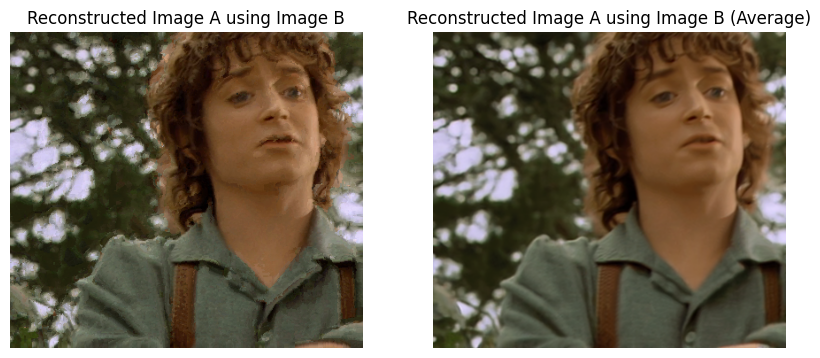 Reconstructed Image A using Image B
Reconstructed Image A using Image B (Average)